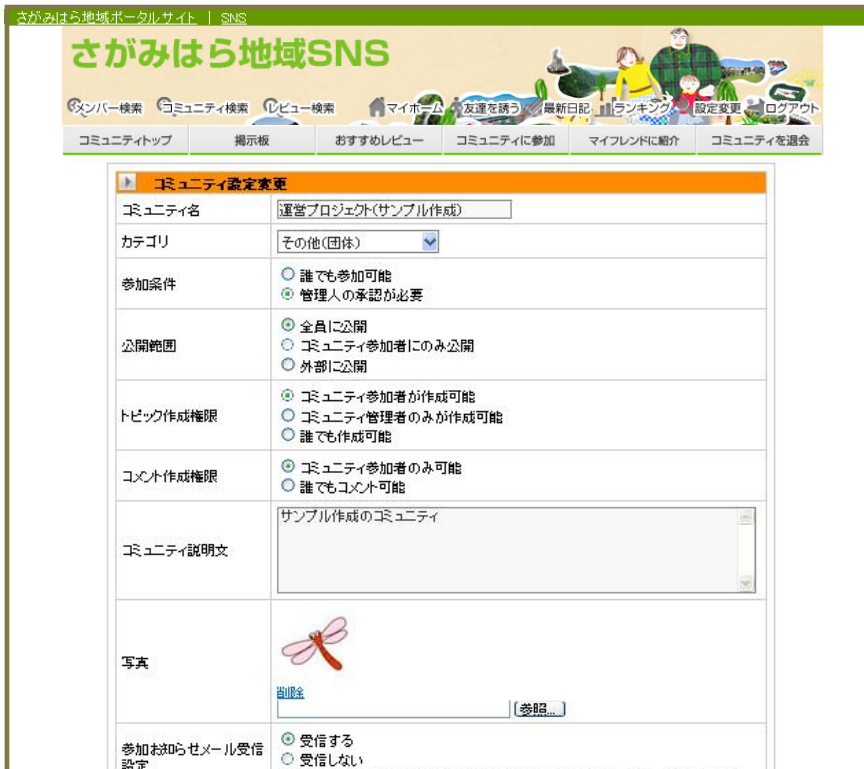 さがみはら地域ポータルサイト | SNS
さがみはら地域SNS
メンバー検索 コミュニティ検索 レビュー検索 マイホーム 友達を誘う 最新日記 ランキング 設定変更 ログアウト
コミュニティトップ 掲示板 おすすめレビュー コミュニティに参加 マイフレンドに紹介 コミュニティを退会
コミュニティ設定変更
コミュニティ名 運営プロジェクト(サンプル作成)
カテゴリ その他(団体)
参加条件
誰でも参加可能
管理人の承認が必要
公開範囲
全員に公開
コミュニティ参加者にのみ公開
外部に公開
トピック作成権限
コミュニティ参加者が作成可能
コミュニティ管理者のみが作成可能
誰でも作成可能
コメント作成権限
コミュニティ参加者のみ可能
誰でもコメント可能
コミュニティ説明文
サンプル作成のコミュニティ
写真
削除
参照...
参加お知らせメール受信
設定
受信する
受信しない